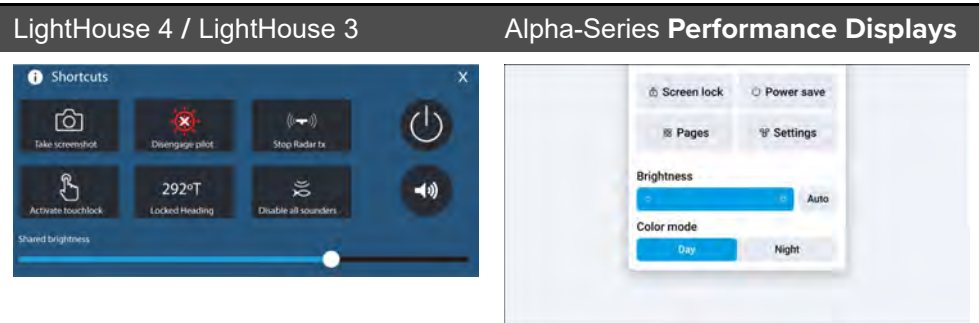 LightHouse 4 / LightHouse 3
Alpha-Series Performance Displays
i Shortcuts X
Take screenshot Disengage pilot Stop Radar tx
292ºT
Activate touchlock Locked Heading Disable all sounders
Shared brightness
Screen lock Power save
Pages Settings
Brightness
Auto
Color mode
Day Night